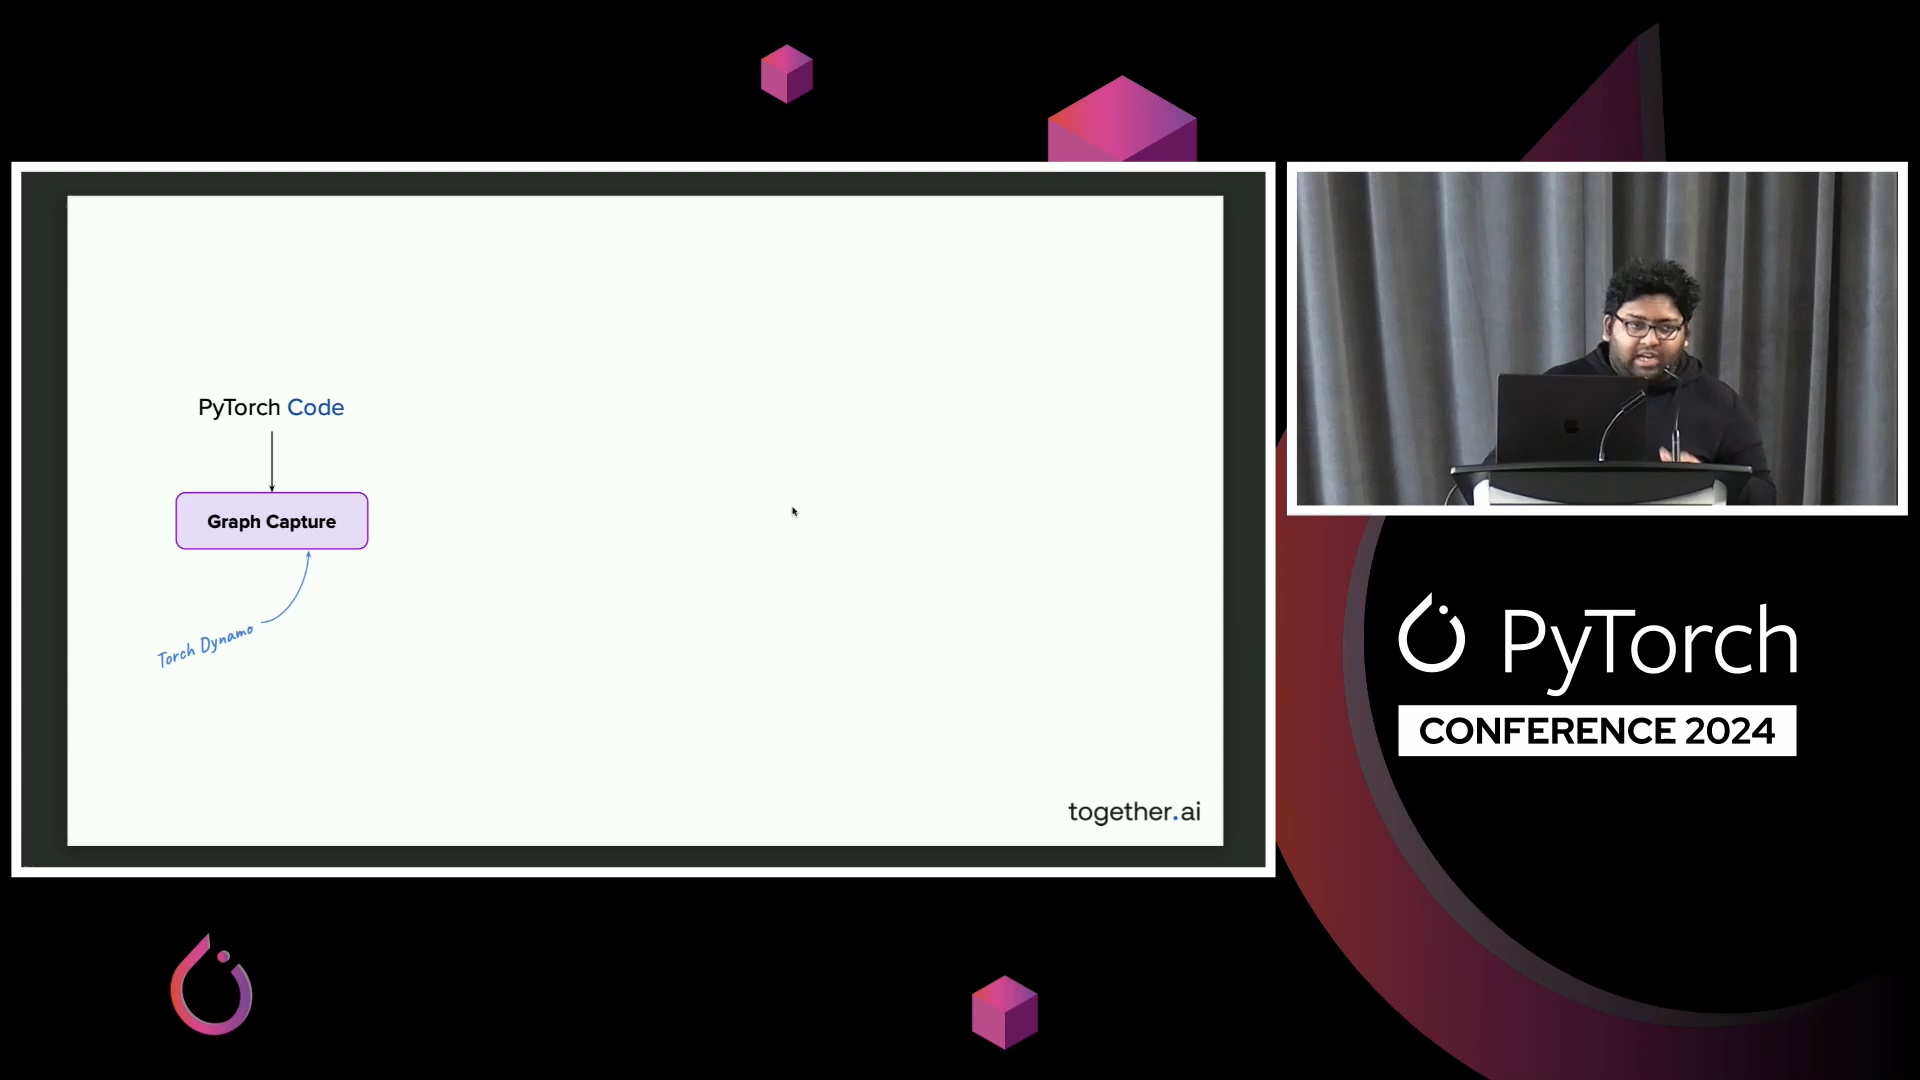 PyTorch Code
Graph Capture
Torch Dynamo
together.ai
PyTorch
CONFERENCE 2024